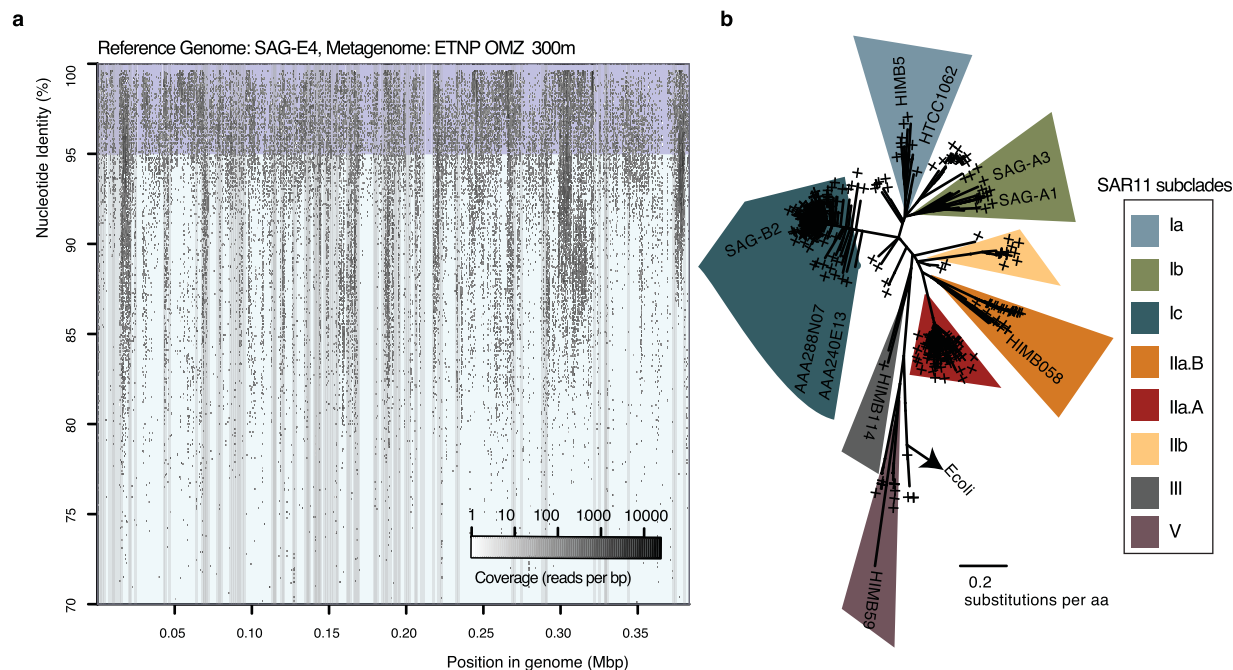 a
Reference Genome: SAG-E4, Metagenome: ETNP OMZ 300m
Nucleotide Identity (%)
100
95
90
85
80
75
70
1 10 100 1000 10000
Coverage (reads per bp)
0.05 0.10 0.15 0.20 0.25 0.30 0.35
Position in genome (Mbp)
b
HIMB5
HTCC1062
SAG-A3
SAG-A1
SAG-B2
AAA288N07
AAA240E13
HIMB058
HIMB114
Ecoli
HIMB59
SAR11 subclades
Ia
Ib
Ic
IIa.B
IIa.A
IIb
III
V
0.2
substitutions per aa